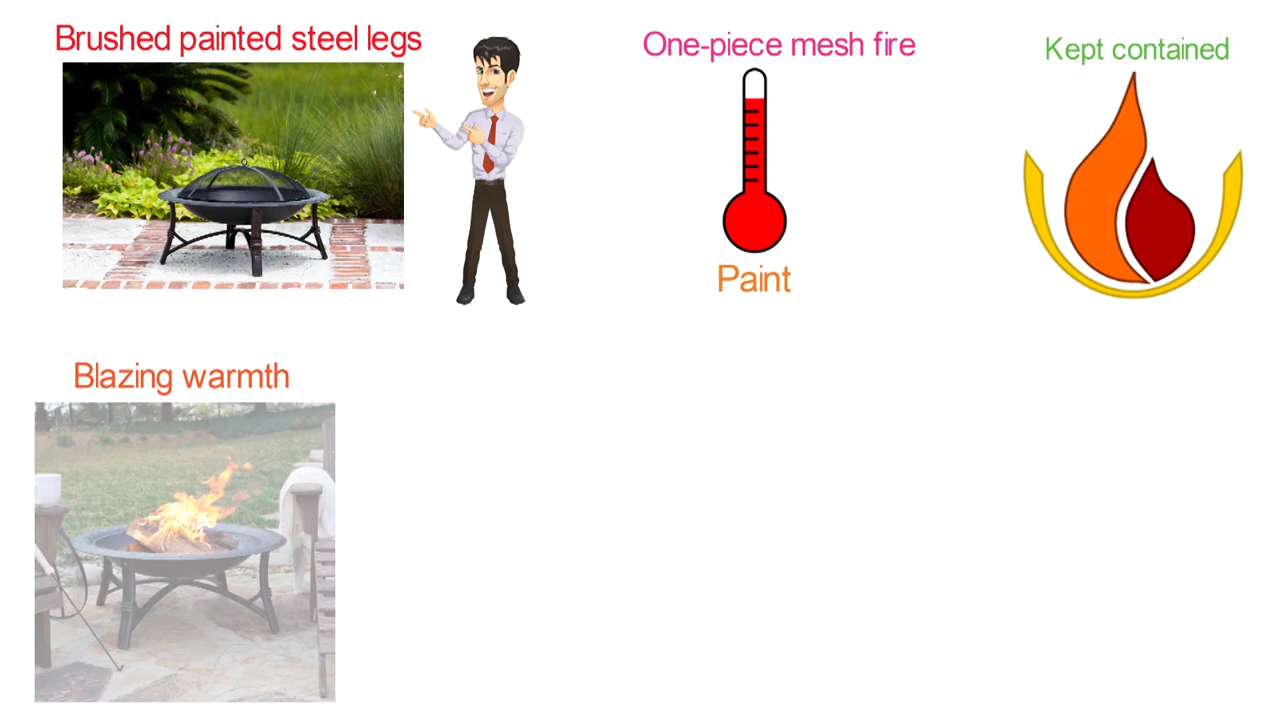 Brushed painted steel legs
One-piece mesh fire
Kept contained
Paint
Blazing warmth